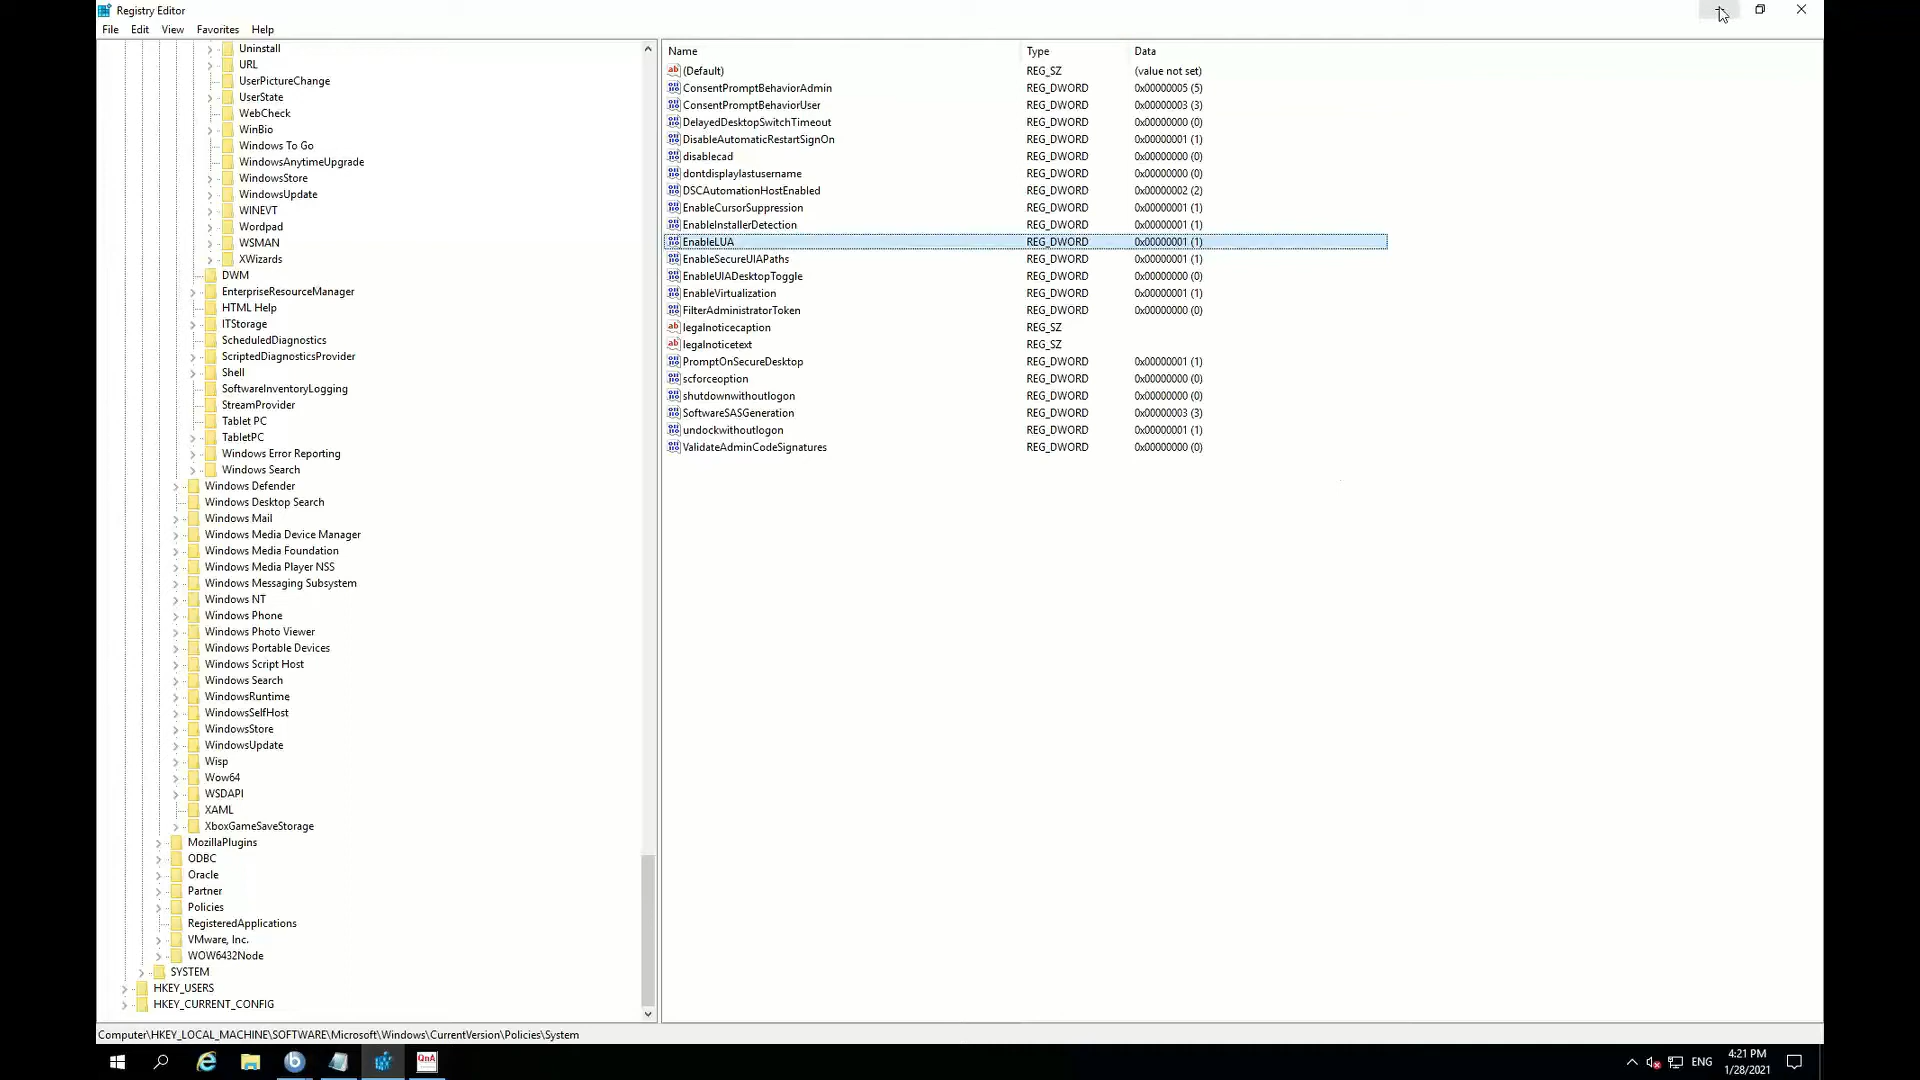 Registry Editor
File Edit View Favorites Help
Uninstall
URL
UserPictureChange
UserState
WebCheck
WinBio
Windows To Go
WindowsAnytimeUpgrade
WindowsStore
WindowsUpdate
WINEVT
Wordpad
WSMAN
XWizards
DWM
EnterpriseResourceManager
HTML Help
ITStorage
ScheduledDiagnostics
ScriptedDiagnosticsProvider
Shell
SoftwareInventoryLogging
StreamProvider
Tablet PC
TabletPC
Windows Error Reporting
Windows Search
Windows Defender
Windows Desktop Search
Windows Mail
Windows Media Device Manager
Windows Media Foundation
Windows Media Player NSS
Windows Messaging Subsystem
Windows NT
Windows Phone
Windows Photo Viewer
Windows Portable Devices
Windows Script Host
Windows Search
WindowsRuntime
WindowsSelfHost
WindowsStore
WindowsUpdate
Wisp
Wow64
WSDAPI
XAML
XboxGameSaveStorage
MozillaPlugins
ODBC
Oracle
Partner
Policies
RegisteredApplications
VMware, Inc.
WOW6432Node
SYSTEM
HKEY_USERS
HKEY_CURRENT_CONFIG
Name Type Data
(Default) REG_SZ (value not set)
ConsentPromptBehaviorAdmin REG_DWORD 0x00000005 (5)
ConsentPromptBehaviorUser REG_DWORD 0x00000003 (3)
DelayedDesktopSwitchTimeout REG_DWORD 0x00000000 (0)
DisableAutomaticRestartSignOn REG_DWORD 0x00000001 (1)
disablecad REG_DWORD 0x00000000 (0)
dontdisplaylastusername REG_DWORD 0x00000000 (0)
DSCAutomationHostEnabled REG_DWORD 0x00000002 (2)
EnableCursorSuppression REG_DWORD 0x00000001 (1)
EnableInstallerDetection REG_DWORD 0x00000001 (1)
EnableLUA REG_DWORD 0x00000001 (1)
EnableSecureUIAPaths REG_DWORD 0x00000001 (1)
EnableUIADesktopToggle REG_DWORD 0x00000000 (0)
EnableVirtualization REG_DWORD 0x00000001 (1)
FilterAdministratorToken REG_DWORD 0x00000000 (0)
legalnoticecaption REG_SZ
legalnoticetext REG_SZ
PromptOnSecureDesktop REG_DWORD 0x00000001 (1)
scforceoption REG_DWORD 0x00000000 (0)
shutdownwithoutlogon REG_DWORD 0x00000000 (0)
SoftwareSASGeneration REG_DWORD 0x00000003 (3)
undockwithoutlogon REG_DWORD 0x00000001 (1)
ValidateAdminCodeSignatures REG_DWORD 0x00000000 (0)
Computer\HKEY_LOCAL_MACHINE\SOFTWARE\Microsoft\Windows\CurrentVersion\Policies\System
QnA
ENG
4:21 PM
1/28/2021